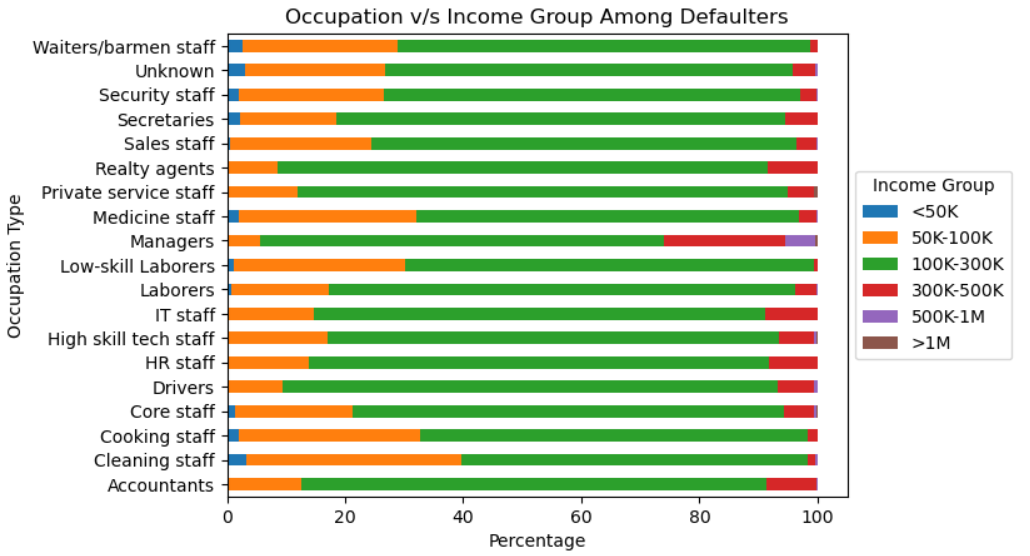 Occupation v/s Income Group Among Defaulters
Occupation Type
Waiters/barmen staff
Unknown
Security staff
Secretaries
Sales staff
Realty agents
Private service staff
Medicine staff
Managers
Low-skill Laborers
Laborers
IT staff
High skill tech staff
HR staff
Drivers
Core staff
Cooking staff
Cleaning staff
Accountants
0 20 40 60 80 100
Percentage
Income Group
<50K
50K-100K
100K-300K
300K-500K
500K-1M
>1M